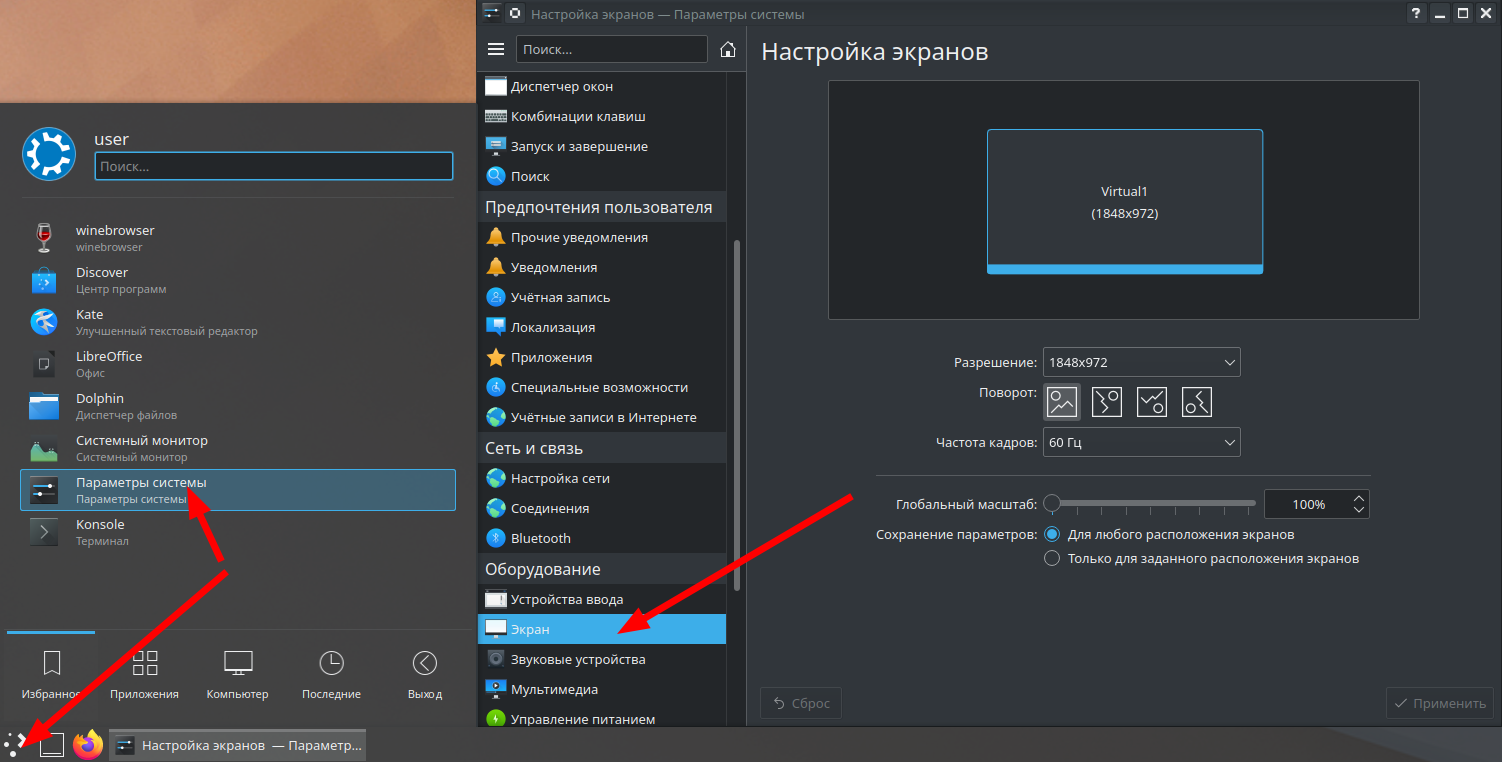 user
Поиск...
winebrowser
winebrowser
Discover
Центр программ
Kate
Улучшенный текстовый редактор
LibreOffice
Офис
Dolphin
Диспетчер файлов
Системный монитор
Системный монитор
Параметры системы
Параметры системы
Konsole
Терминал
Избранное
Приложения
Компьютер
Последние
Выход
Настройка экранов — Параметр...
Настройка экранов — Параметры системы
Поиск...
Диспетчер окон
Комбинации клавиш
Запуск и завершение
Поиск
Предпочтения пользователя
Прочие уведомления
Уведомления
Учётная запись
Локализация
Приложения
Специальные возможности
Учётные записи в Интернете
Сеть и связь
Настройка сети
Соединения
Bluetooth
Оборудование
Устройства ввода
Экран
Звуковые устройства
Мультимедиа
Управление питанием
Настройка экранов
Virtual1
(1848x972)
Разрешение: 1848x972
Поворот:
Частота кадров: 60 Гц
Глобальный масштаб: 100%
Сохранение параметров: Для любого расположения экранов
Только для заданного расположения экранов
Сброс
Применить